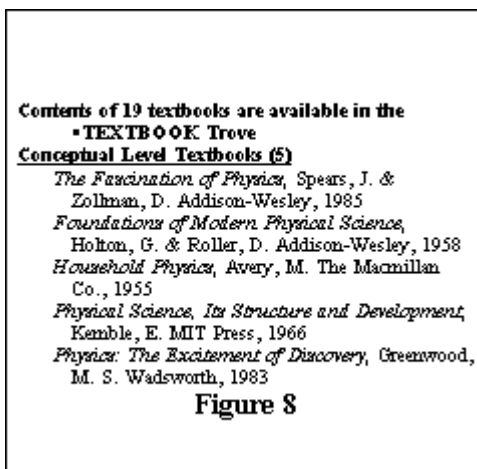 Contents of 19 textbooks are available in the
•TEXTBOOK Trove
Conceptual Level Textbooks (5)
The Fascination of Physics, Spears, J. &
Zollman, D. Addison-Wesley, 1985
Foundations of Modern Physical Science,
Holton, G. & Roller, D. Addison-Wesley, 1958
Household Physics, Avery, M. The Macmillan
Co., 1955
Physical Science, Its Structure and Development,
Kemble, E. MIT Press, 1966
Physics: The Excitement of Discovery, Greenwood,
M. S. Wadsworth, 1983
Figure 8